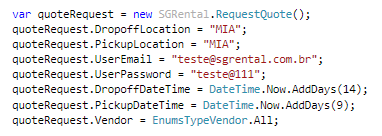 var quoteRequest = new SGRental.RequestQuote();
quoteRequest.DropoffLocation = "MIA";
quoteRequest.PickupLocation = "MIA";
quoteRequest.UserEmail = "teste@sgrental.com.br";
quoteRequest.UserPassword = "teste@111";
quoteRequest.DropoffDateTime = DateTime.Now.AddDays(14);
quoteRequest.PickupDateTime = DateTime.Now.AddDays(9);
quoteRequest.Vendor = EnumsTypeVendor.All;